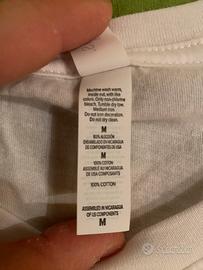 Machine wash warm,
inside out, with like
colors. Only non-chlorine
bleach. Tumble dry low.
Medium iron.
Do not iron decoration.
Do not dry clean.
M
ALGODÓN
ENSAMBLADO EN NICARAGUA
DE COMPONENTES DE USA
M
100% COTTON
ASSEMBLÉ AU NICARAGUA
DE USA COMPOSANTS
100% COTTON
ASSEMBLED IN NICARAGUA
OF US COMPONENTS
M
subito